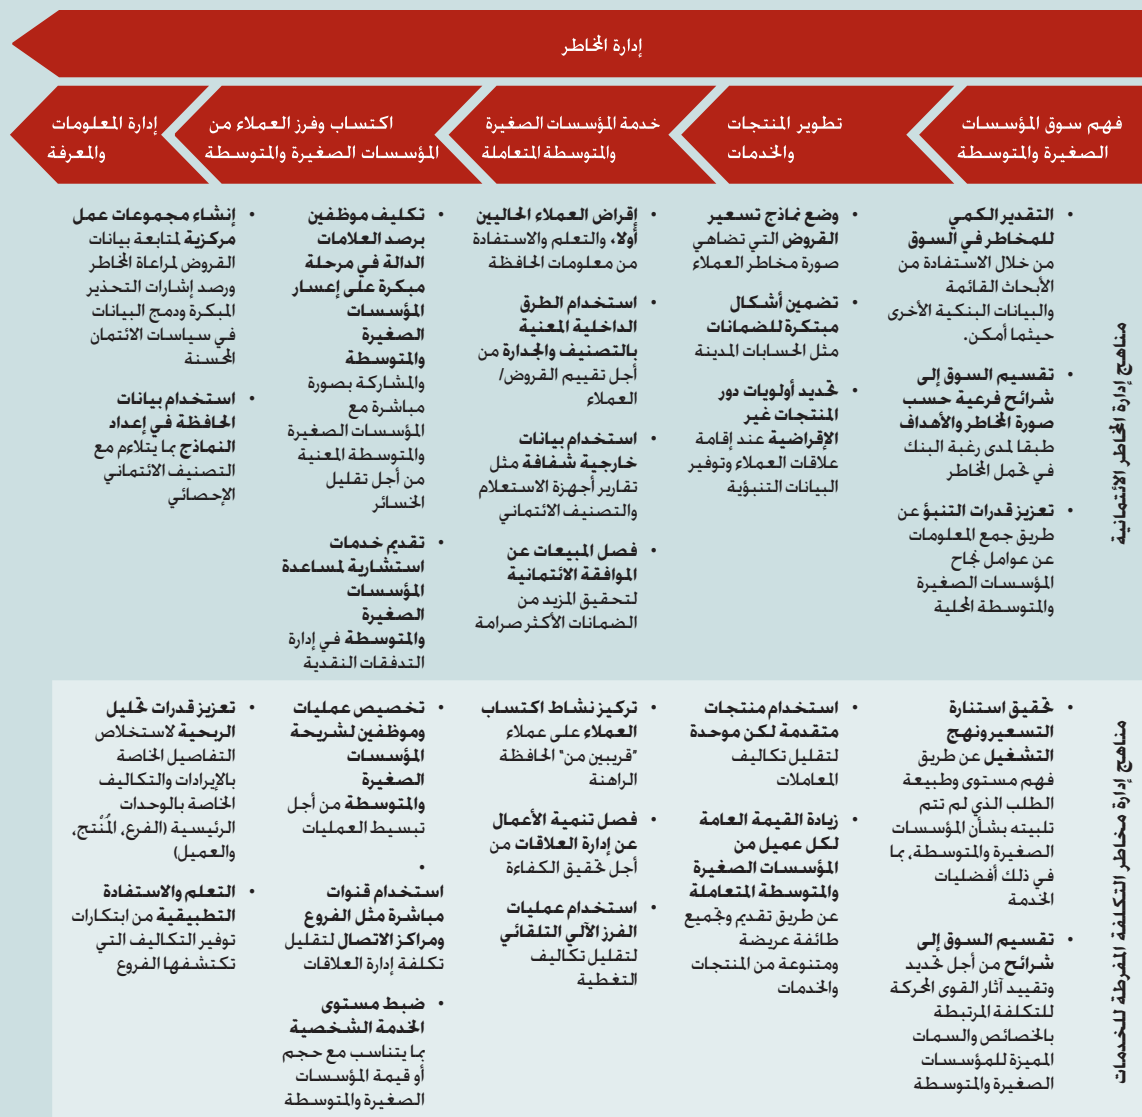 إدارة المخاطر
فهم سوق المؤسسات
الصغيرة والمتوسطة
تطوير المنتجات
والخدمات
خدمة المؤسسات الصغيرة
والمتوسطة المتعاملة
اكتساب وفرز العملاء من
المؤسسات الصغيرة والمتوسطة
إدارة المعلومات
والمعرفة
مناهج إدارة المخاطر الائتمانية
• التقدير الكمي
للمخاطر في السوق
من خلال الاستفادة من
الأبحاث القائمة
والبيانات البنكية الأخرى
حيثما أمكن.
• تقسيم السوق إلى
شرائح فرعية حسب
صورة المخاطر والأهداف
طبقا لمدى رغبة البنك
في تحمل المخاطر
• تعزيز قدرات التنبؤ عن
طريق جمع المعلومات
عن عوامل نجاح
المؤسسات الصغيرة
والمتوسطة المحلية
• وضع نماذج تسعير
القروض التي تضاهي
صورة مخاطر العملاء
• تضمين أشكال
مبتكرة للضمانات
مثل الحسابات المدينة
• تحديد أولويات دور
المنتجات غير
الإقراضية عند إقامة
علاقات العملاء وتوفير
البيانات التنبؤية
• إقراض العملاء الحاليين
أولا، والتعلم والاستفادة
من معلومات الحافظة
• استخدام الطرق
الداخلية المعنية
بالتصنيف والجدارة من
أجل تقييم القروض/
العملاء
• استخدام بيانات
خارجية شفافة مثل
تقارير أجهزة الاستعلام
والتصنيف الائتماني
• فصل المبيعات عن
الموافقة الائتمانية
لتحقيق المزيد من
الضمانات الأكثر صرامة
• تكليف موظفين
برصد العلامات
الدالة في مرحلة
مبكرة على إعسار
المؤسسات
الصغيرة
والمتوسطة
والمشاركة بصورة
مباشرة مع
المؤسسات الصغيرة
والمتوسطة المعنية
من أجل تقليل
الخسائر
• تقديم خدمات
استشارية لمساعدة
المؤسسات
الصغيرة
والمتوسطة في إدارة
التدفقات النقدية
• إنشاء مجموعات عمل
مركزية لمتابعة بيانات
القروض لمراعاة المخاطر
ورصد إشارات التحذير
المبكرة ودمج البيانات
في سياسات الائتمان
الحسنة
• استخدام بيانات
الحافظة في إعداد
النماذج بما يتلاءم مع
التصنيف الائتماني
الإحصائي
مناهج إدارة مخاطر التكلفة المفرطة للخدمات
• تحقيق استنارة
التسعير ونهج
التشغيل عن طريق
فهم مستوى وطبيعة
الطلب الذي لم تتم
تلبيته بشأن المؤسسات
الصغيرة والمتوسطة، بما
في ذلك أفضليات
الخدمة
• تقسيم السوق إلى
شرائح من أجل تحديد
وتقييد آثار القوى المحركة
للتكلفة المرتبطة
بالخصائص والسمات
المميزة للمؤسسات
الصغيرة والمتوسطة
• استخدام منتجات
متقدمة لكن موحدة
لتقليل تكاليف
المعاملات
• زيادة القيمة العامة
لكل عميل من
المؤسسات الصغيرة
والمتوسطة المتعاملة
عن طريق تقديم وتجميع
طائفة عريضة
ومتنوعة من المنتجات
والخدمات
• تركيز نشاط اكتساب
العملاء على عملاء
"قريبين من" الحافظة
الراهنة
• فصل تنمية الأعمال
عن إدارة العلاقات من
أجل تحقيق الكفاءة
• استخدام عمليات
الفرز الآلي التلقائي
لتقليل تكاليف
التغطية
• تخصيص عمليات
وموظفين لشريحة
المؤسسات
الصغيرة
والمتوسطة من أجل
تبسيط العمليات
•
استخدام قنوات
مباشرة مثل الفروع
ومراكز الاتصال لتقليل
تكلفة إدارة العلاقات
• ضبط مستوى
الخدمة الشخصية
بما يتناسب مع حجم
أو قيمة المؤسسات
الصغيرة والمتوسطة
• تعزيز قدرات تحليل
الربحية لاستخلاص
التفاصيل الخاصة
بالإيرادات والتكاليف
الخاصة بالوحدات
الرئيسية (الفرع، المُنْتج،
والعميل)
• التعلم والاستفادة
التطبيقية من ابتكارات
توفير التكاليف التي
تكتشفها الفروع